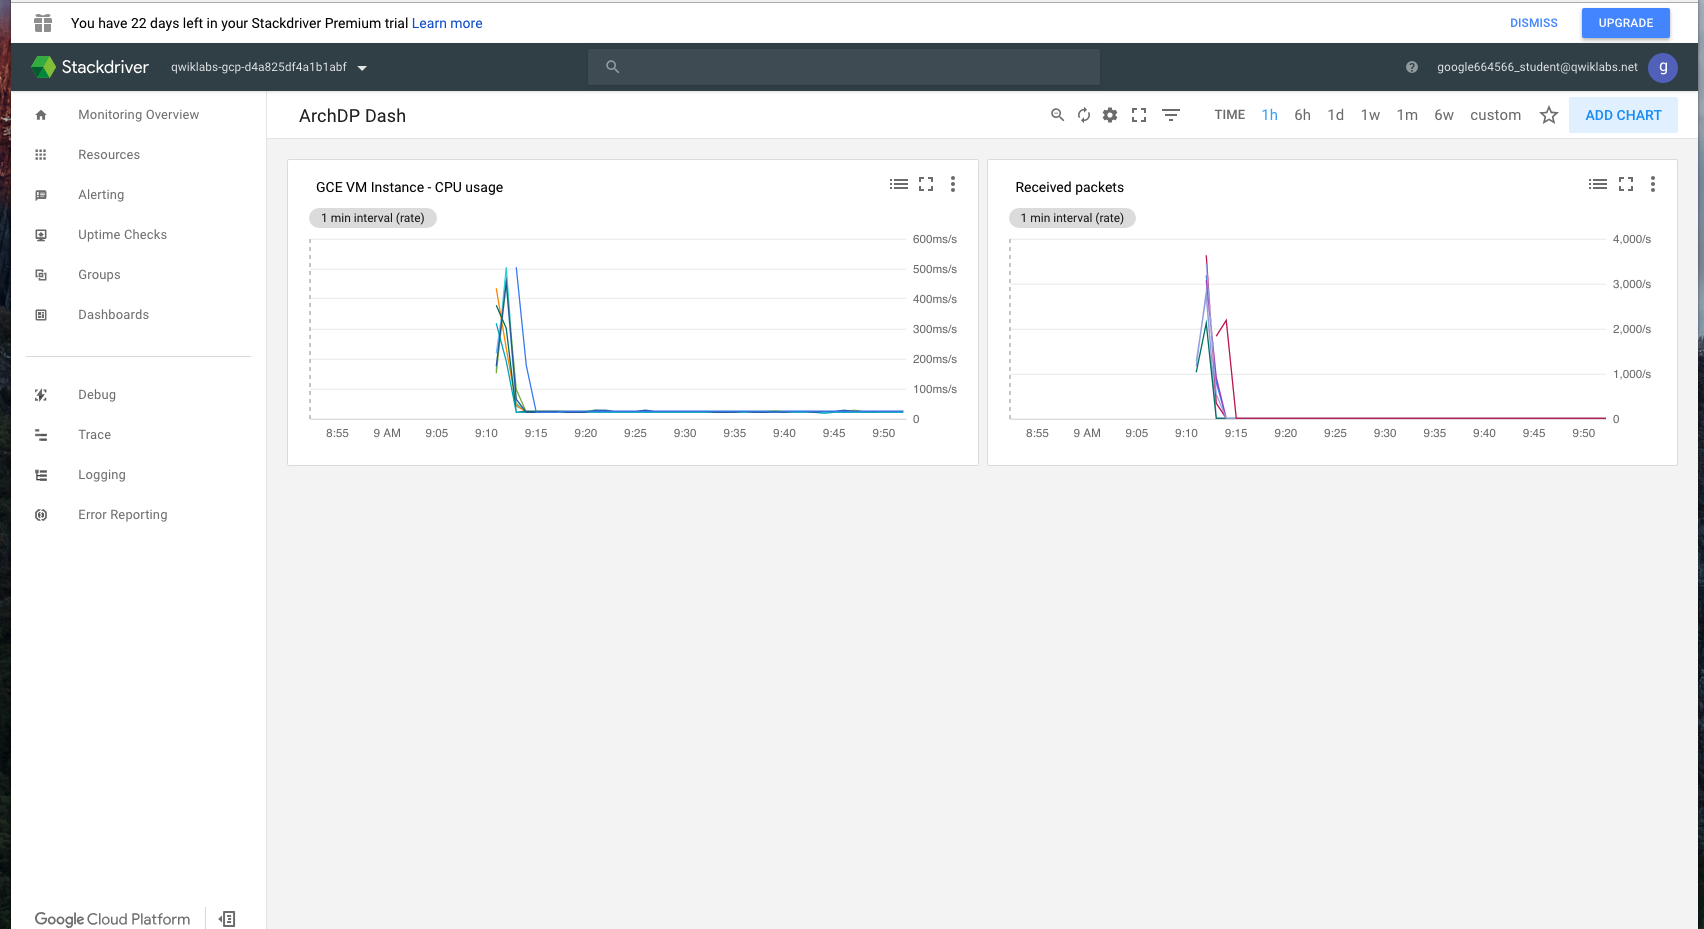 You have 22 days left in your Stackdriver Premium trial Learn more
DISMISS
UPGRADE
Stackdriver
qwiklabs-gcp-d4a825df4a1b1abf
google664566_student@qwiklabs.net
g
Monitoring Overview
Resources
Alerting
Uptime Checks
Groups
Dashboards
Debug
Trace
Logging
Error Reporting
Google Cloud Platform
ArchDP Dash
TIME 1h 6h 1d 1w 1m 6w custom
ADD CHART
GCE VM Instance - CPU usage
1 min interval (rate)
600ms/s
500ms/s
400ms/s
300ms/s
200ms/s
100ms/s
0
8:55 9 AM 9:05 9:10 9:15 9:20 9:25 9:30 9:35 9:40 9:45 9:50
Received packets
1 min interval (rate)
4,000/s
3,000/s
2,000/s
1,000/s
0
8:55 9 AM 9:05 9:10 9:15 9:20 9:25 9:30 9:35 9:40 9:45 9:50